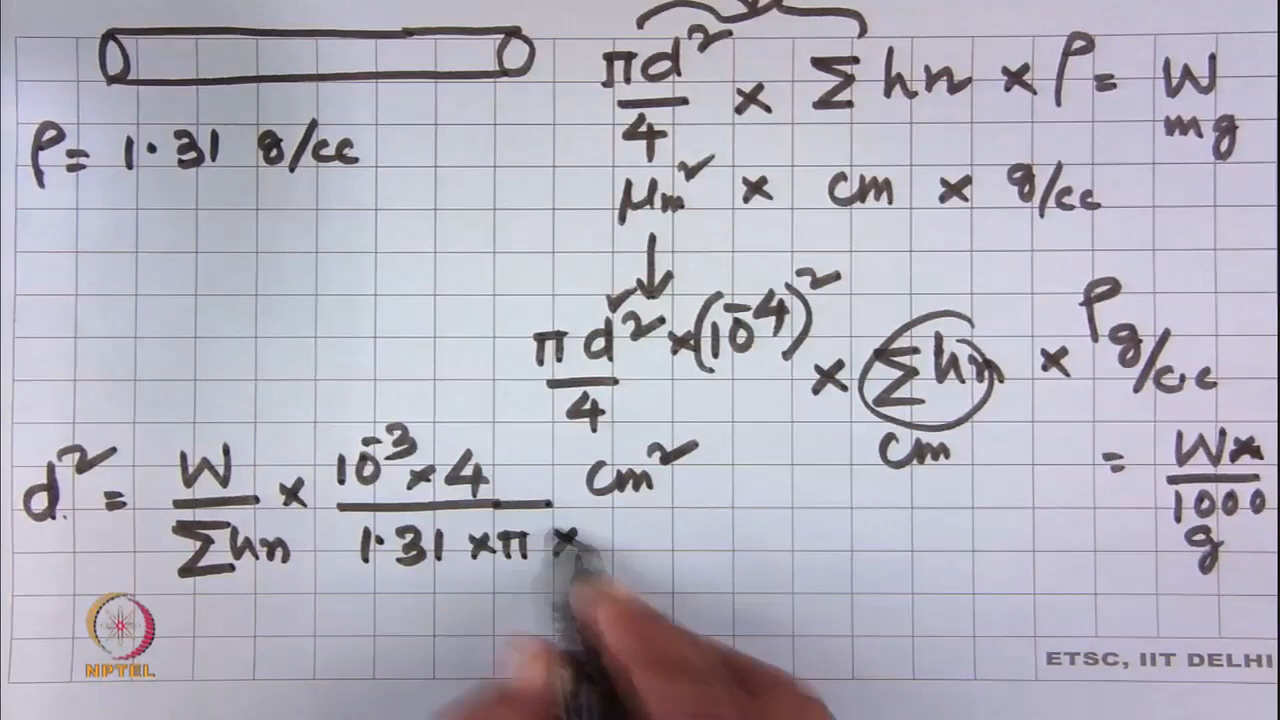 πd²/4 × Σhn × ρ = W mg
ρ = 1.31 g/cc
μm² × cm × g/cc
πd²/4 × (10⁻⁴)² × Σhn × ρ g/cc
cm² cm = W×/1000 g
d² = W/Σhn × 10⁻³×4/1.31×π×
NPTEL
ETSC, IIT DELHI